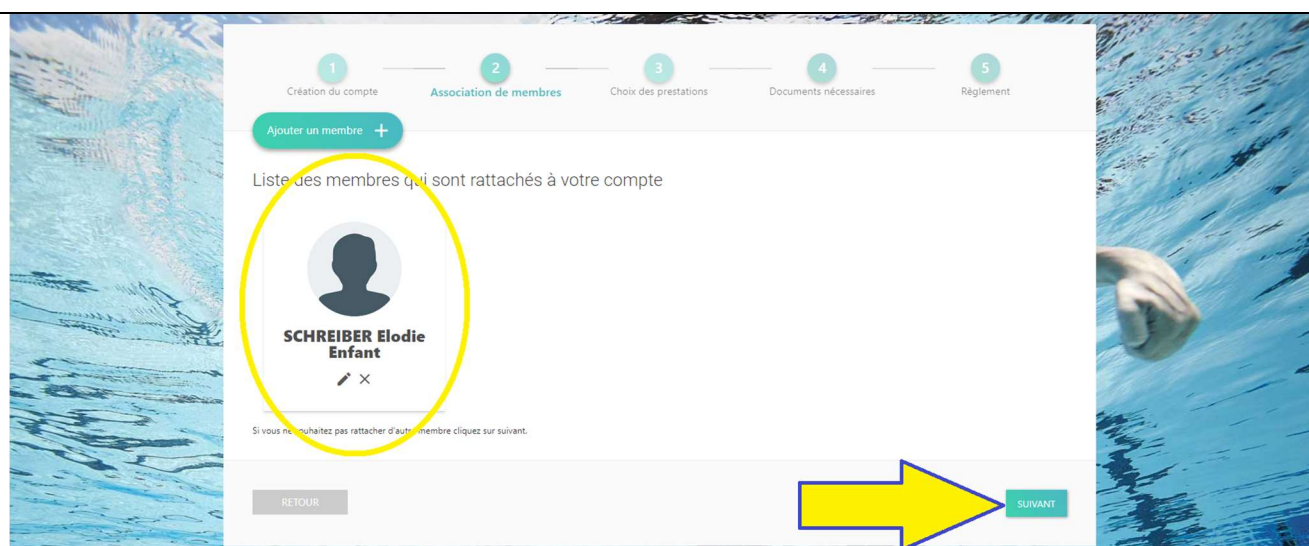 1 2 3 4 5
Création du compte Association de membres Choix des prestations Documents nécessaires Règlement
Ajouter un membre +
Liste des membres qui sont rattachés à votre compte
SCHREIBER Elodie
Enfant
Si vous ne souhaitez pas rattacher d'autre membre cliquez sur suivant.
RETOUR
SUIVANT